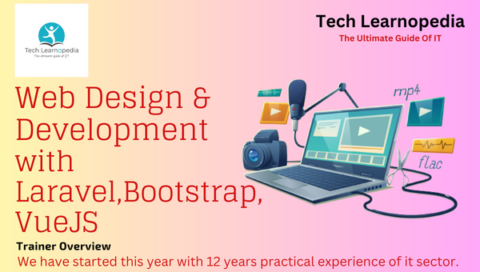 Tech Learnopedia
The ultimate guide of IT
Tech Learnopedia
The Ultimate Guide Of IT
Web Design &
Development
with
Laravel,Bootstrap,
VueJS
mp4
flac
Trainer Overview
We have started this year with 12 years practical experience of it sector.